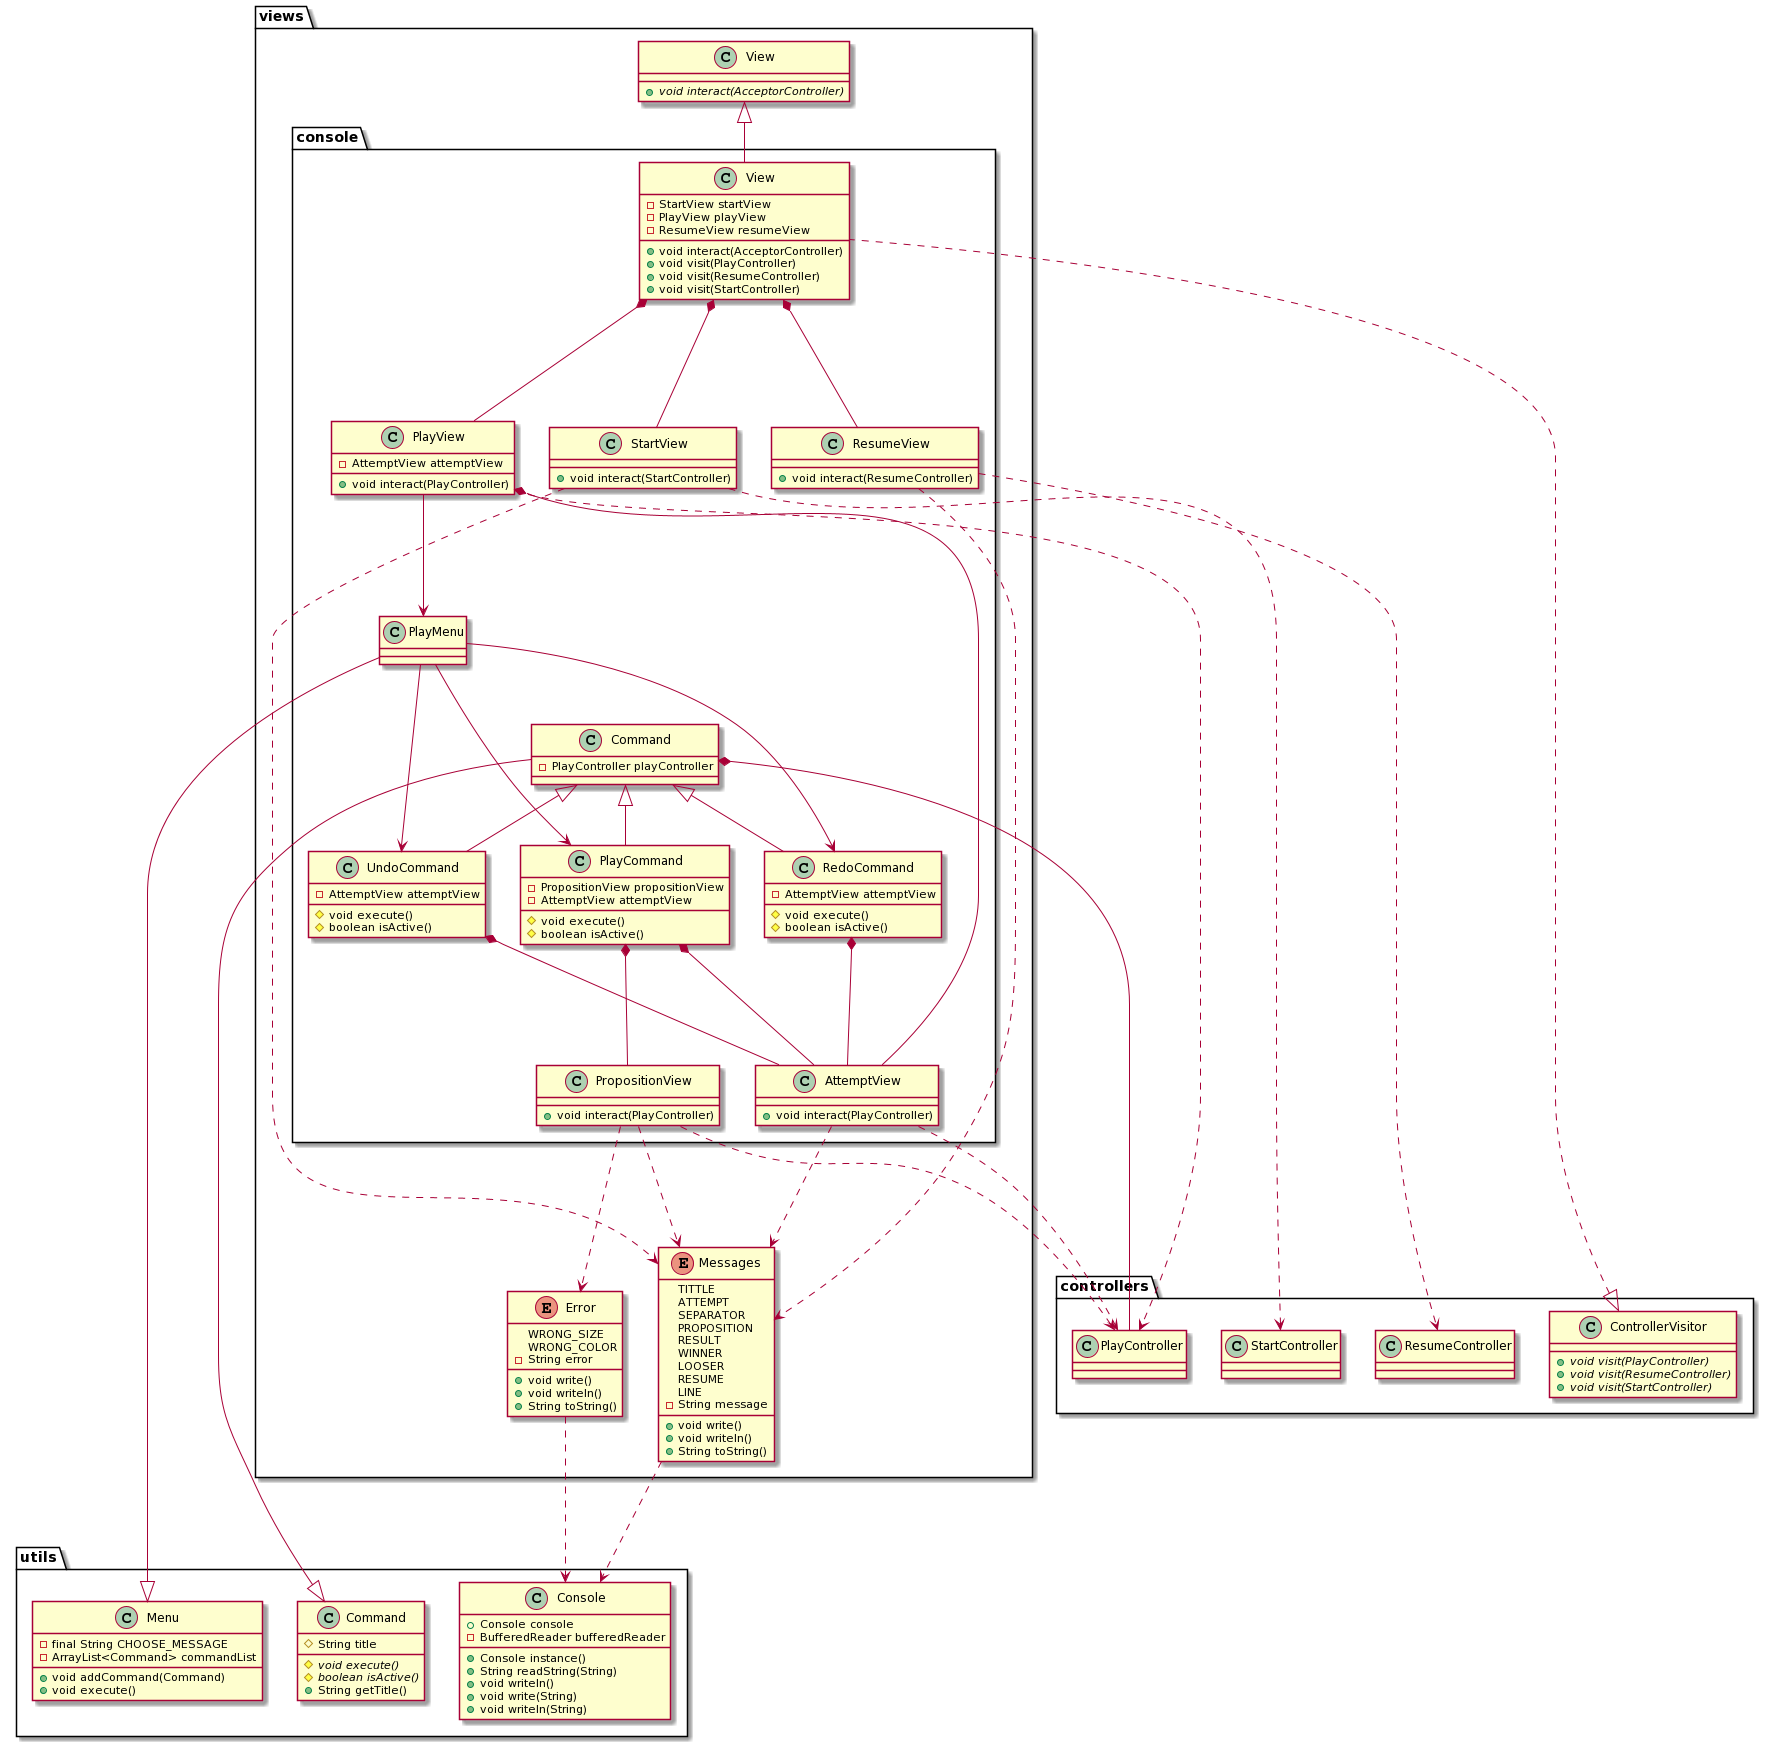 views
C View
void interact(AcceptorController)
console
C View
StartView startView
PlayView playView
ResumeView resumeView
void interact(AcceptorController)
void visit(PlayController)
void visit(ResumeController)
void visit(StartController)
C PlayView
AttemptView attemptView
void interact(PlayController)
C StartView
void interact(StartController)
C ResumeView
void interact(ResumeController)
C PlayMenu
C Command
PlayController playController
C UndoCommand
AttemptView attemptView
void execute()
boolean isActive()
C PlayCommand
PropositionView propositionView
AttemptView attemptView
void execute()
boolean isActive()
C RedoCommand
AttemptView attemptView
void execute()
boolean isActive()
C PropositionView
void interact(PlayController)
C AttemptView
void interact(PlayController)
E Error
WRONG_SIZE
WRONG_COLOR
String error
void write()
void writeln()
String toString()
E Messages
TITTLE
ATTEMPT
SEPARATOR
PROPOSITION
RESULT
WINNER
LOOSER
RESUME
LINE
String message
void write()
void writeln()
String toString()
controllers
C PlayController
C StartController
C ResumeController
C ControllerVisitor
void visit(PlayController)
void visit(ResumeController)
void visit(StartController)
utils
C Menu
final String CHOOSE_MESSAGE
ArrayList<Command> commandList
void addCommand(Command)
void execute()
C Command
String title
void execute()
boolean isActive()
String getTitle()
C Console
Console console
BufferedReader bufferedReader
Console instance()
String readString(String)
void writeln()
void write(String)
void writeln(String)